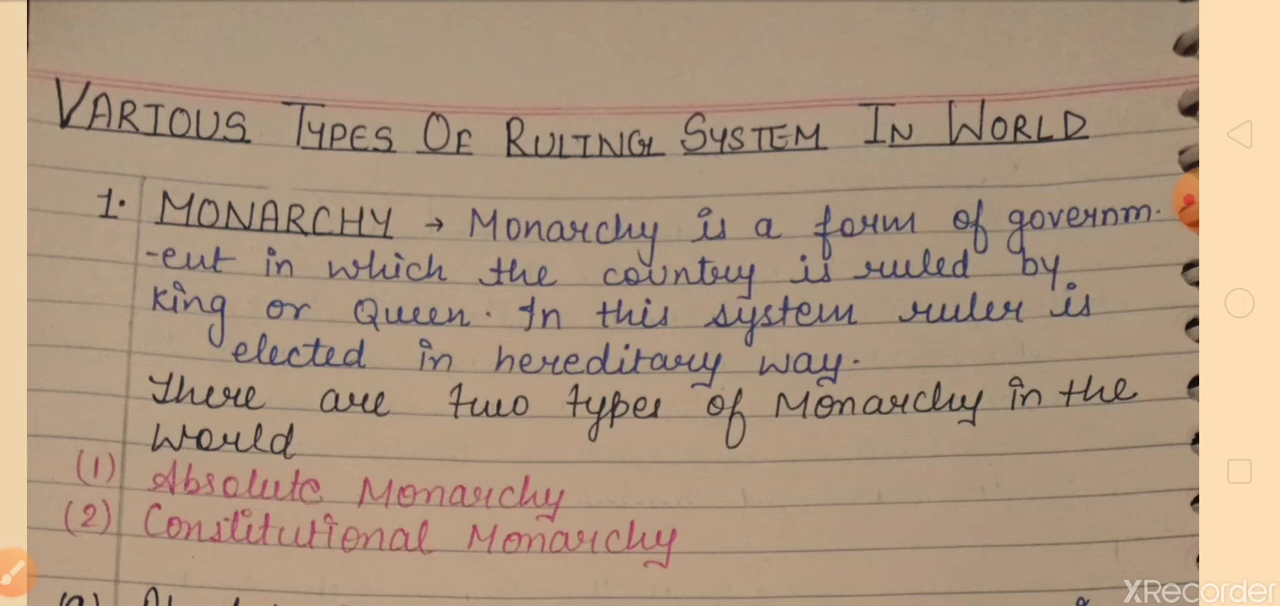 VARIOUS TYPES OF RULING SYSTEM IN WORLD
1. MONARCHY → Monarchy is a form of governm-
-ent in which the country is ruled by
king or Queen. In this system ruler is
elected in hereditary way.
There are two types of Monarchy in the
World
(1) Absolute Monarchy
(2) Constitutional Monarchy
XRecorder